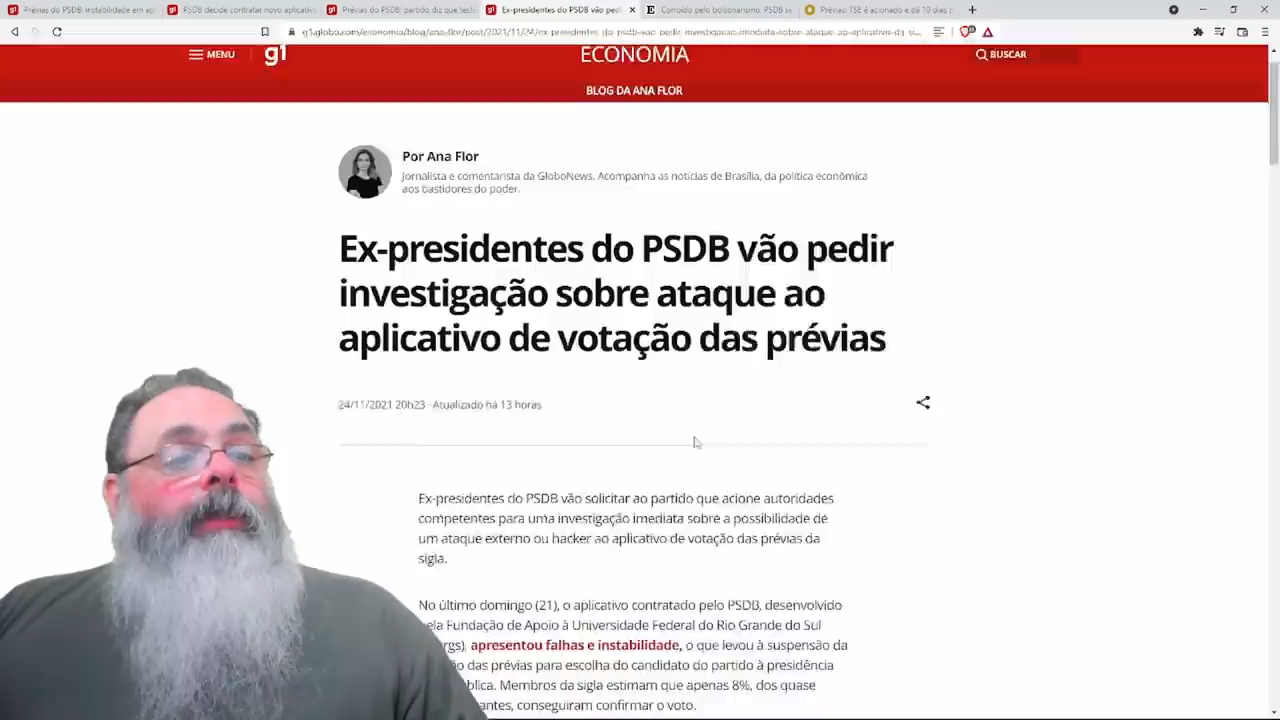 Prévias do PSDB: instabilidade em ap
PSDB decide contratar novo aplicativo
Prévias do PSDB: partido diz que teste
Ex-presidentes do PSDB vão pedi
Corroído pelo bolsonarismo, PSDB se
Prévias: TSE é acionado e dá 10 dias p
g1.globo.com/economia/blog/ana-flor/post/2021/11/24/ex-presidentes-do-psdb-vao-pedir-investigacao-imediata-sobre-ataque-ao-aplicativo-da-s...
MENU
g1
ECONOMIA
BUSCAR
BLOG DA ANA FLOR
Por Ana Flor
Jornalista e comentarista da GloboNews. Acompanha as notícias de Brasília, da política econômica
aos bastidores do poder.
Ex-presidentes do PSDB vão pedir
investigação sobre ataque ao
aplicativo de votação das prévias
24/11/2021 20h23 · Atualizado há 13 horas
Ex-presidentes do PSDB vão solicitar ao partido que acione autoridades
competentes para uma investigação imediata sobre a possibilidade de
um ataque externo ou hacker ao aplicativo de votação das prévias da
sigla.
No último domingo (21), o aplicativo contratado pelo PSDB, desenvolvido
ela Fundação de Apoio à Universidade Federal do Rio Grande do Sul
rgs), apresentou falhas e instabilidade, o que levou à suspensão da
ão das prévias para escolha do candidato do partido à presidência
blica. Membros da sigla estimam que apenas 8%, dos quase
antes, conseguiram confirmar o voto.